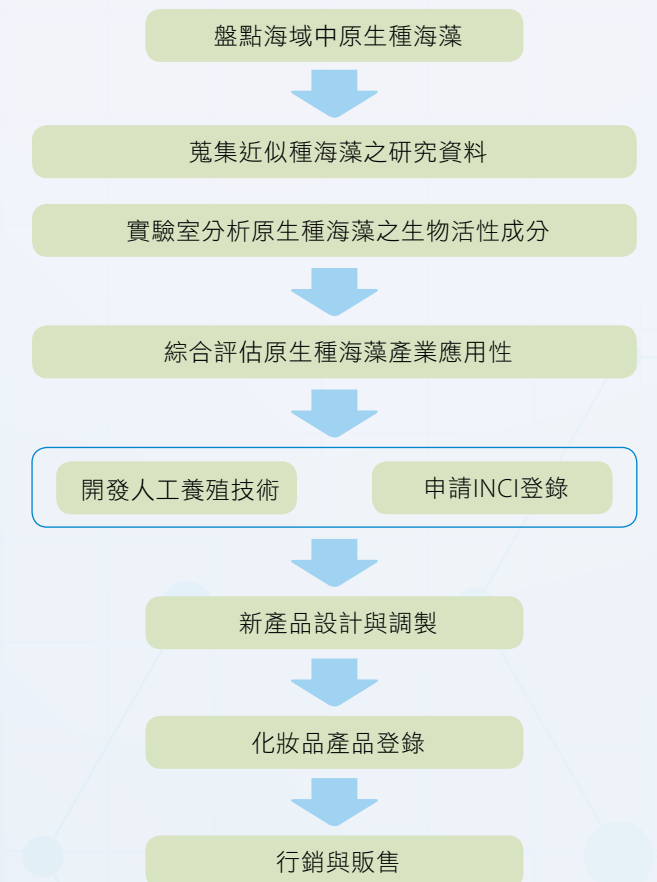 盤點海域中原生種海藻
蒐集近似種海藻之研究資料
實驗室分析原生種海藻之生物活性成分
綜合評估原生種海藻產業應用性
開發人工養殖技術
申請INCI登錄
新產品設計與調製
化妝品產品登錄
行銷與販售